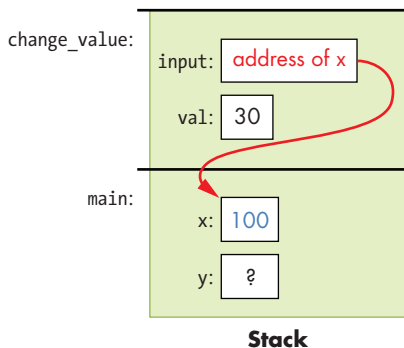 change_value:
input: address of x
val: 30
main:
x: 100
y: ?
Stack